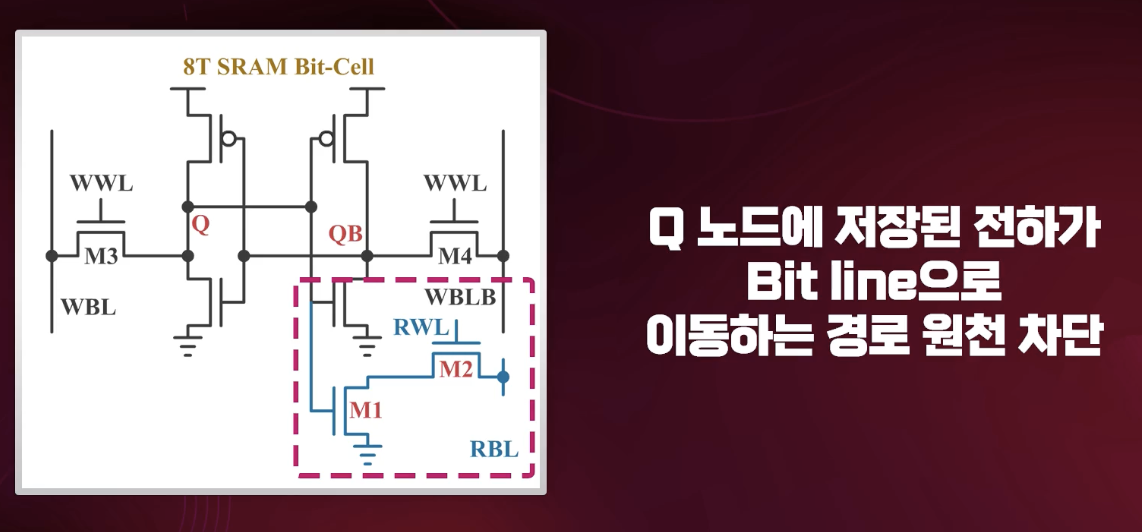 8T SRAM Bit-Cell
WWL
WWL
Q
QB
M3
M4
WBL
WBLB
RWL
M2
M1
RBL
Q 노드에 저장된 전하가
Bit line으로
이동하는 경로 원천 차단